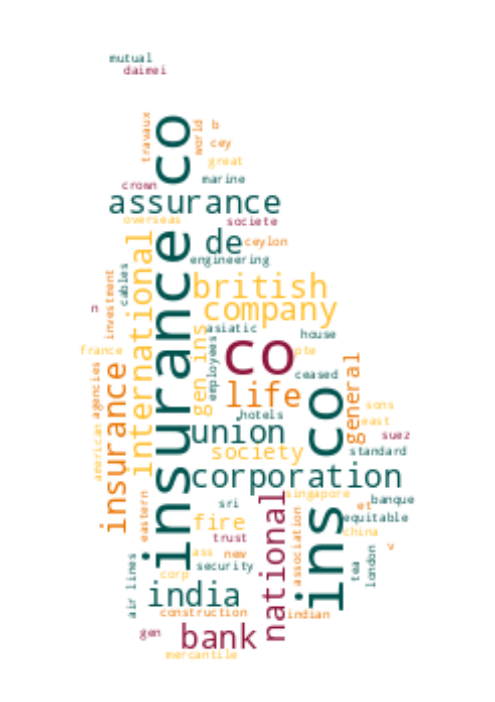 mutual
daimei
travaux
insurance co
world
b
cey
great
marine
crown
assurance
overseas
societe
de
ceylon
engineering
international
cables
investment
n
british
company
asiatic
house
france
gen ins
employees
co
pte
ceased
insurance
agencies
american
life
general
hotels
sons
east
union
suez
society
standard
corporation
ins co
singapore
banque
sri
et
equitable
eastern
fire
national
association
china
trust
v
ass
new
security
tea
london
corp
air lines
india
construction
indian
gen
bank
mercantile